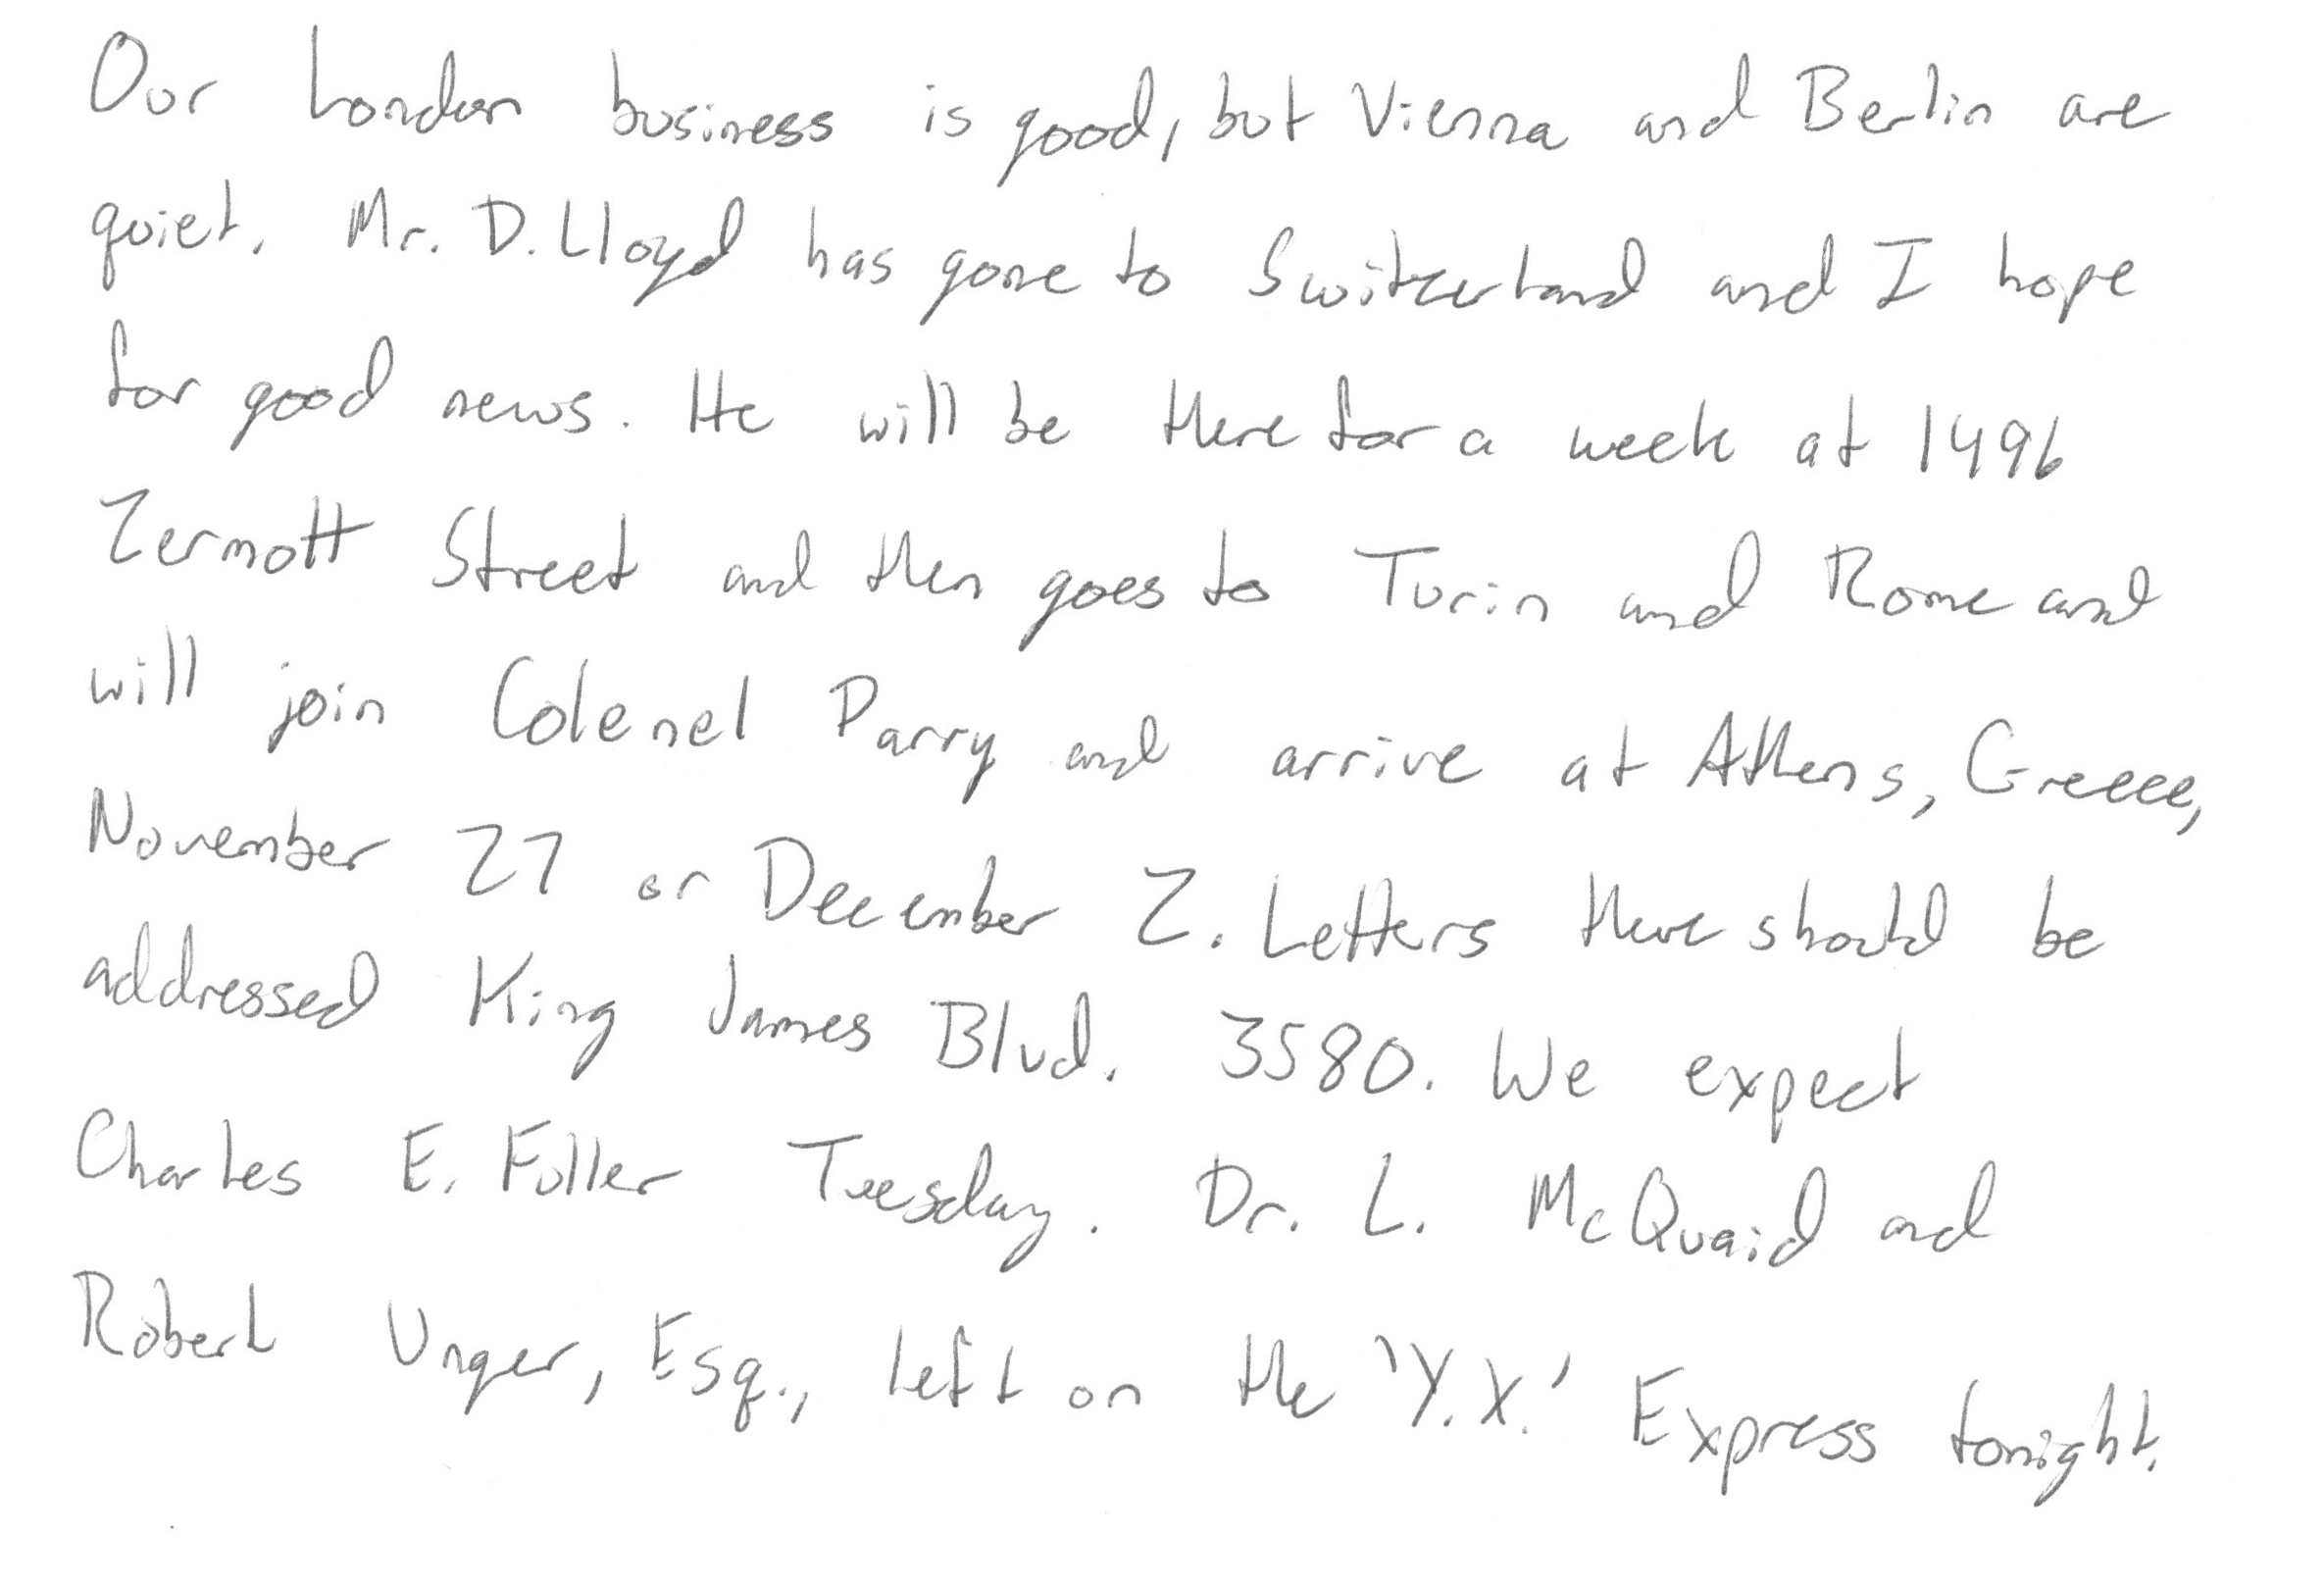 Our London business is good, but Vienna and Berlin are
quiet. Mr. D. Lloyd has gone to Switzerland and I hope
for good news. He will be there for a week at 1496
Zermott Street and then goes to Turin and Rome and
will join Colenel Parry and arrive at Athens, Greece,
November 27 or December 2. Letters there should be
addressed King James Blvd. 3580. We expect
Charles E. Fuller Tuesday. Dr. L. McQuaid and
Robert Unger, Esq., left on the 'Y.X.' Express tonight.